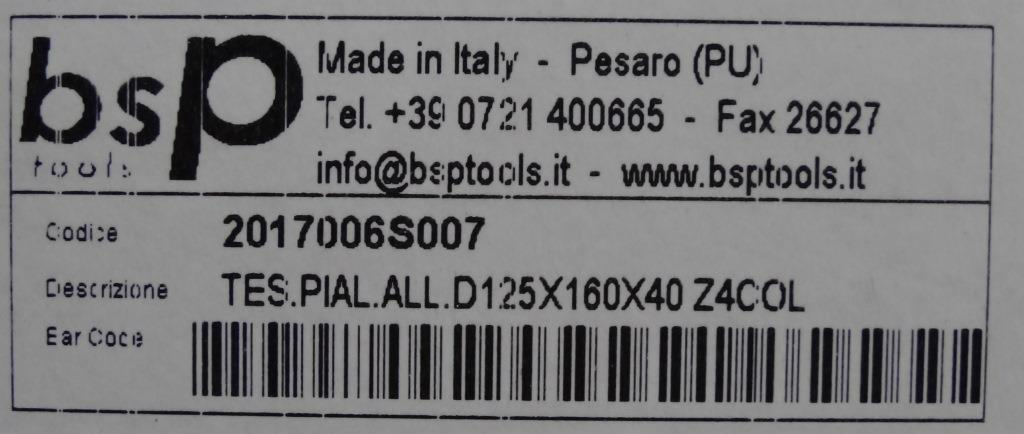 bsp
tools
Made in Italy - Pesaro (PU)
Tel. +39 0721 400665 - Fax 26627
info@bsptools.it - www.bsptools.it
Codice 2017006S007
Descrizione TES.PIAL.ALL.D125X160X40 Z4COL
Ean Code